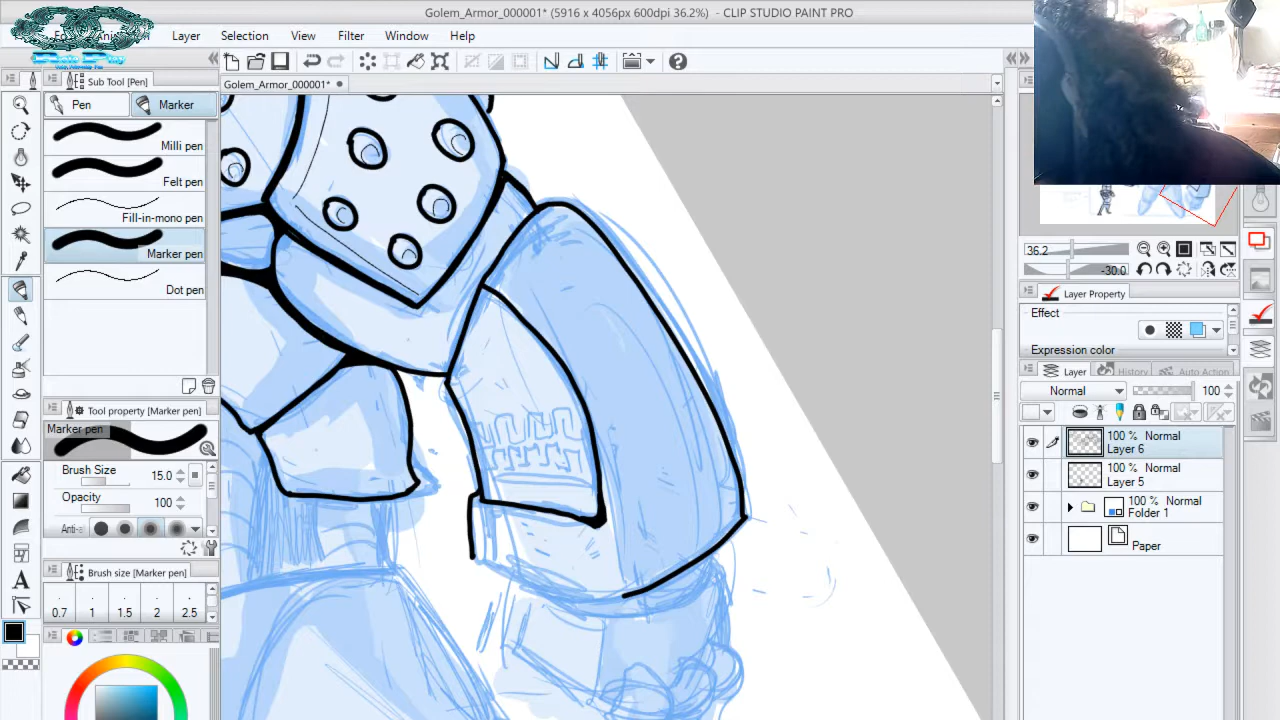 Golem_Armor_000001* (5916 x 4056px 600dpi 36.2%) - CLIP STUDIO PAINT PRO
Layer Selection View Filter Window Help
Sub Tool [Pen]
Golem_Armor_000001*
Pen Marker
Milli pen
Felt pen
Fill-in-mono pen
Marker pen
Dot pen
Tool property [Marker pen]
Marker pen
Brush Size 15.0
Opacity 100
Anti-
Brush size [Marker pen]
0.7 1 1.5 2 2.5
36.2
-30.0
Layer Property
Effect
Expression color
Layer History Auto Action
Normal 100
100 % Normal
Layer 6
100 % Normal
Layer 5
100 % Normal
Folder 1
Paper